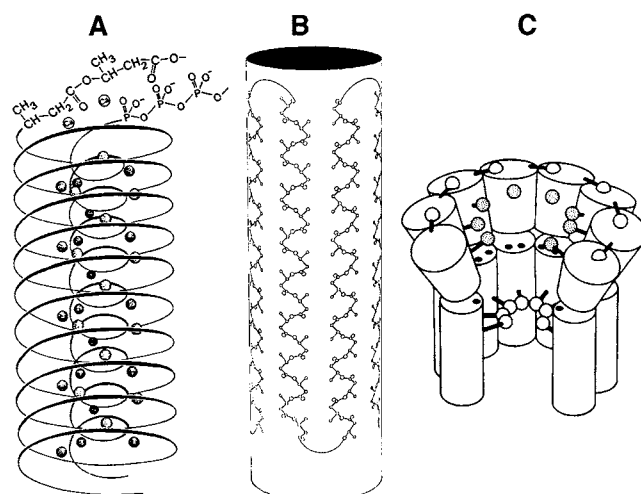 A B C
CH₃
CH-CH₂-C-O-CH-CH₂-C-O-
O
O
CH₃
O O⁻ O O⁻ O O⁻
P-O-P-O-P-O-